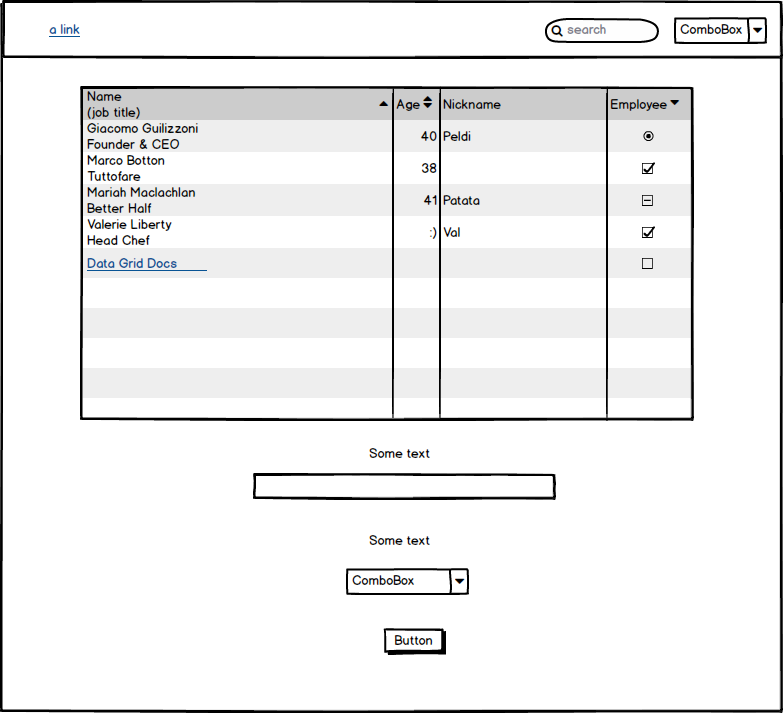 a link
search
ComboBox
Name
(job title)
Age
Nickname
Employee
Giacomo Guilizzoni
Founder & CEO
40
Peldi
Marco Botton
Tuttofare
38
Mariah Maclachlan
Better Half
41
Patata
Valerie Liberty
Head Chef
:)
Val
Data Grid Docs
Some text
Some text
ComboBox
Button